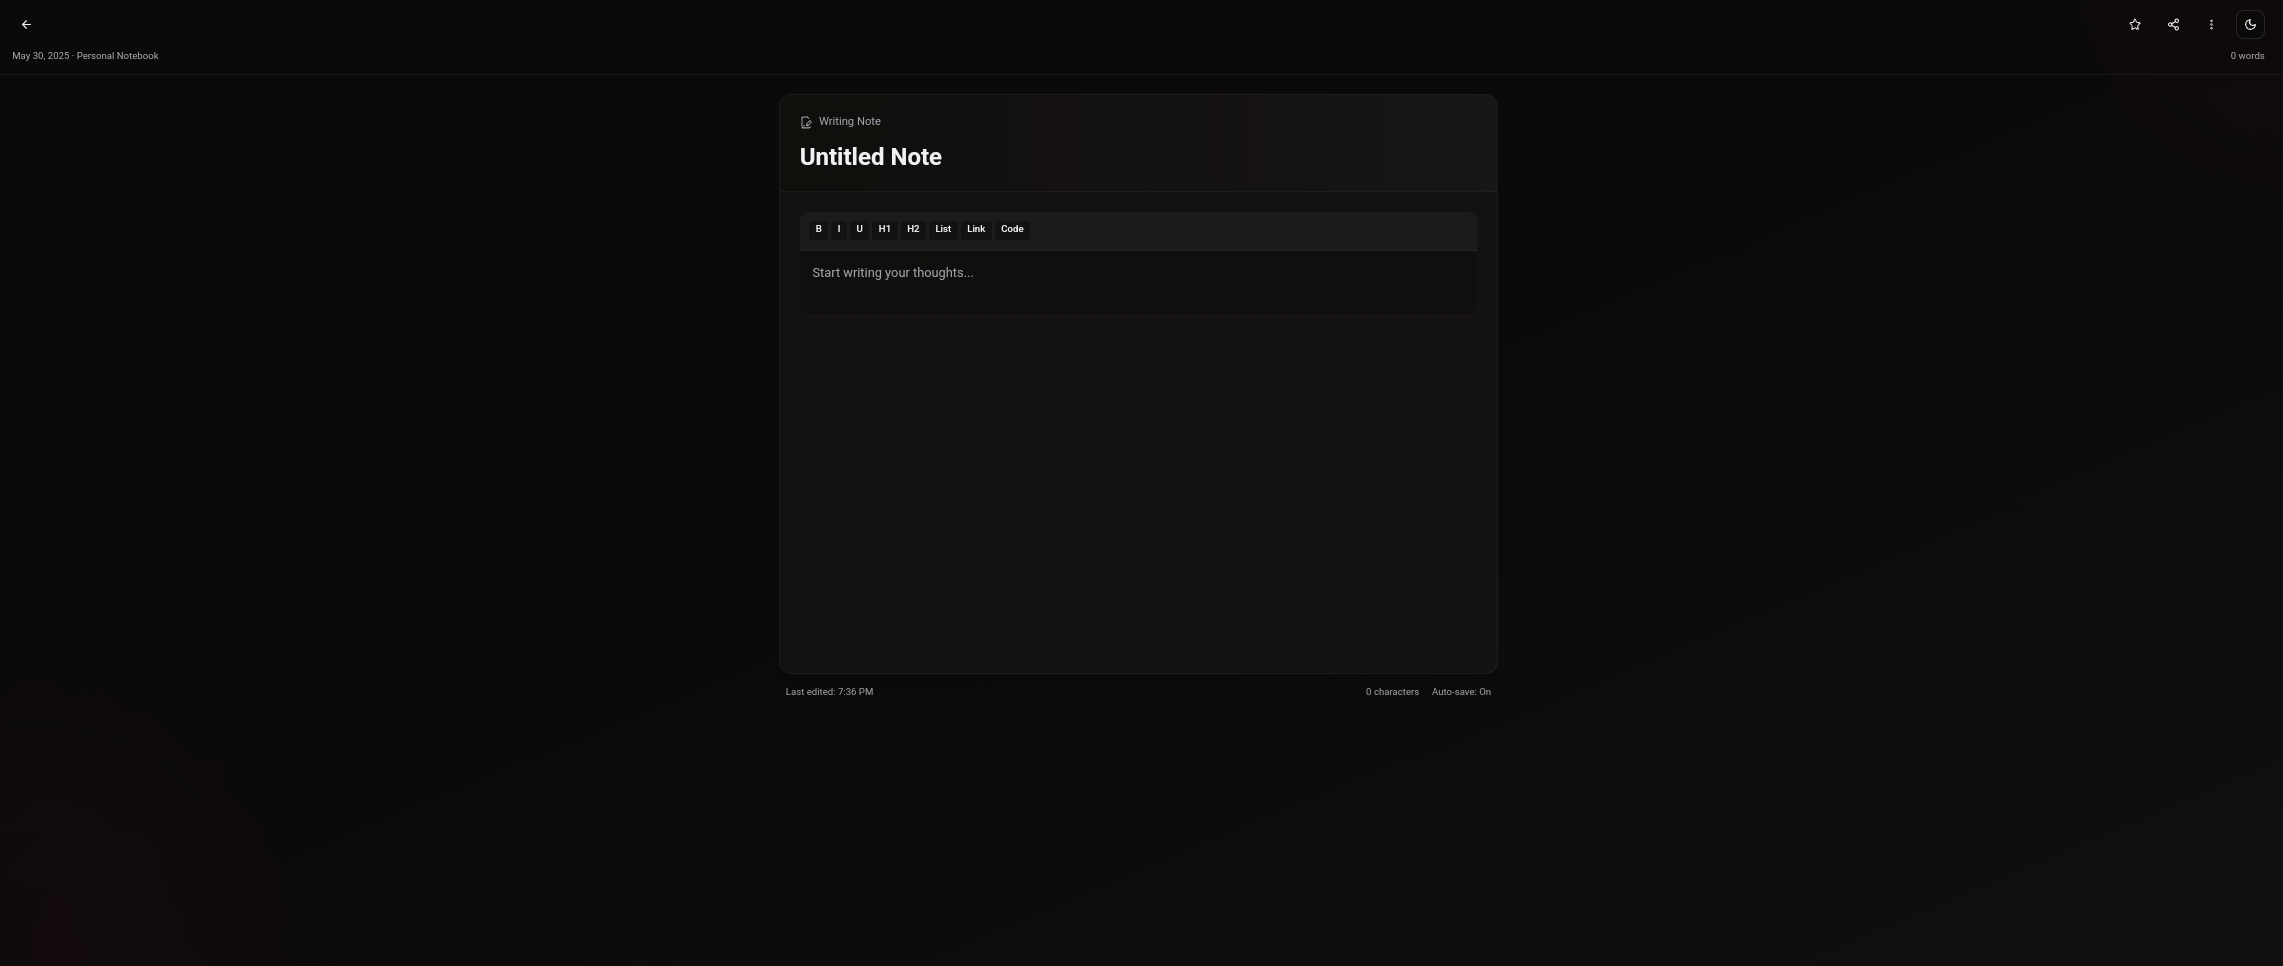 May 30, 2025 · Personal Notebook
0 words
Writing Note
Untitled Note
B I U H1 H2 List Link Code
Start writing your thoughts...
Last edited: 7:36 PM
0 characters Auto-save: On